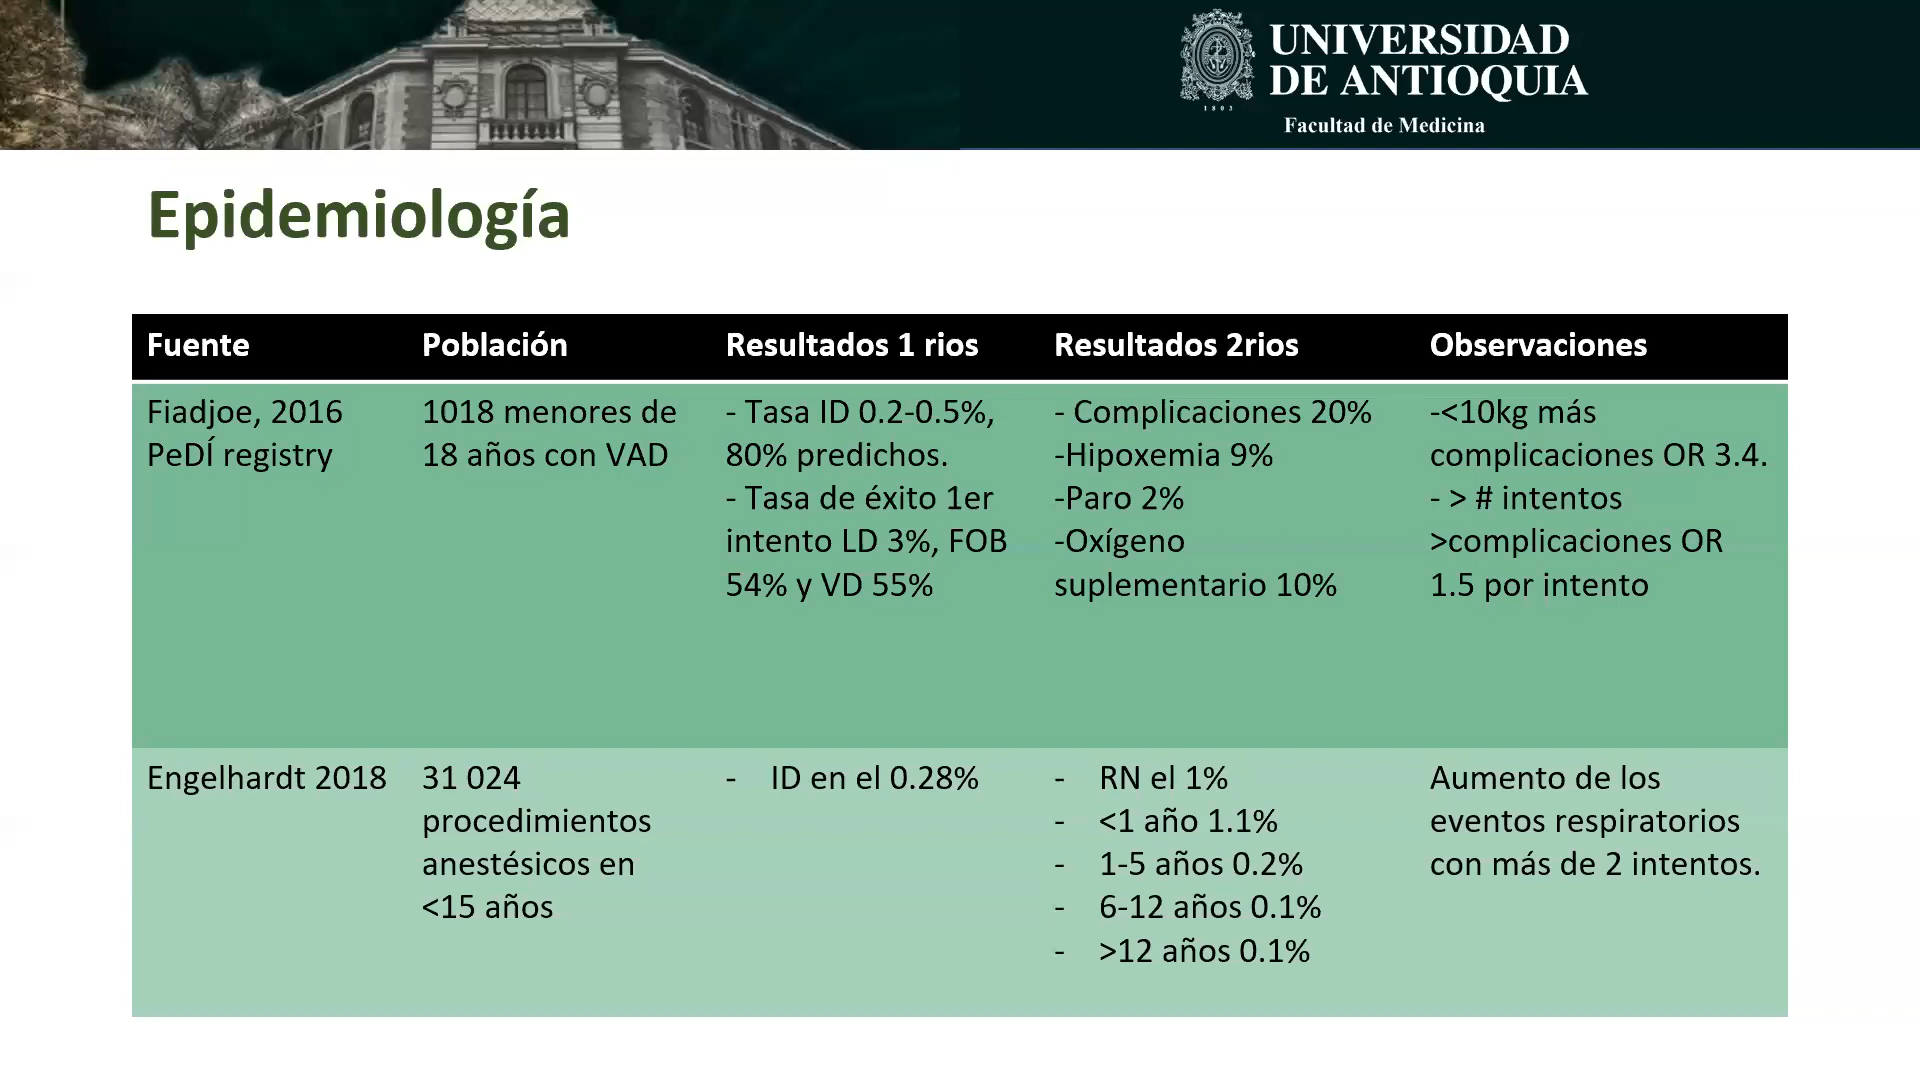 UNIVERSIDAD
DE ANTIOQUIA
1803
Facultad de Medicina
Epidemiología
Fuente
Población
Resultados 1 rios
Resultados 2rios
Observaciones
Fiadjoe, 2016
PeDÍ registry
1018 menores de
18 años con VAD
- Tasa ID 0.2-0.5%,
80% predichos.
- Tasa de éxito 1er
intento LD 3%, FOB
54% y VD 55%
- Complicaciones 20%
-Hipoxemia 9%
-Paro 2%
-Oxígeno
suplementario 10%
-<10kg más
complicaciones OR 3.4.
- > # intentos
>complicaciones OR
1.5 por intento
Engelhardt 2018
31 024
procedimientos
anestésicos en
<15 años
- ID en el 0.28%
- RN el 1%
- <1 año 1.1%
- 1-5 años 0.2%
- 6-12 años 0.1%
- >12 años 0.1%
Aumento de los
eventos respiratorios
con más de 2 intentos.